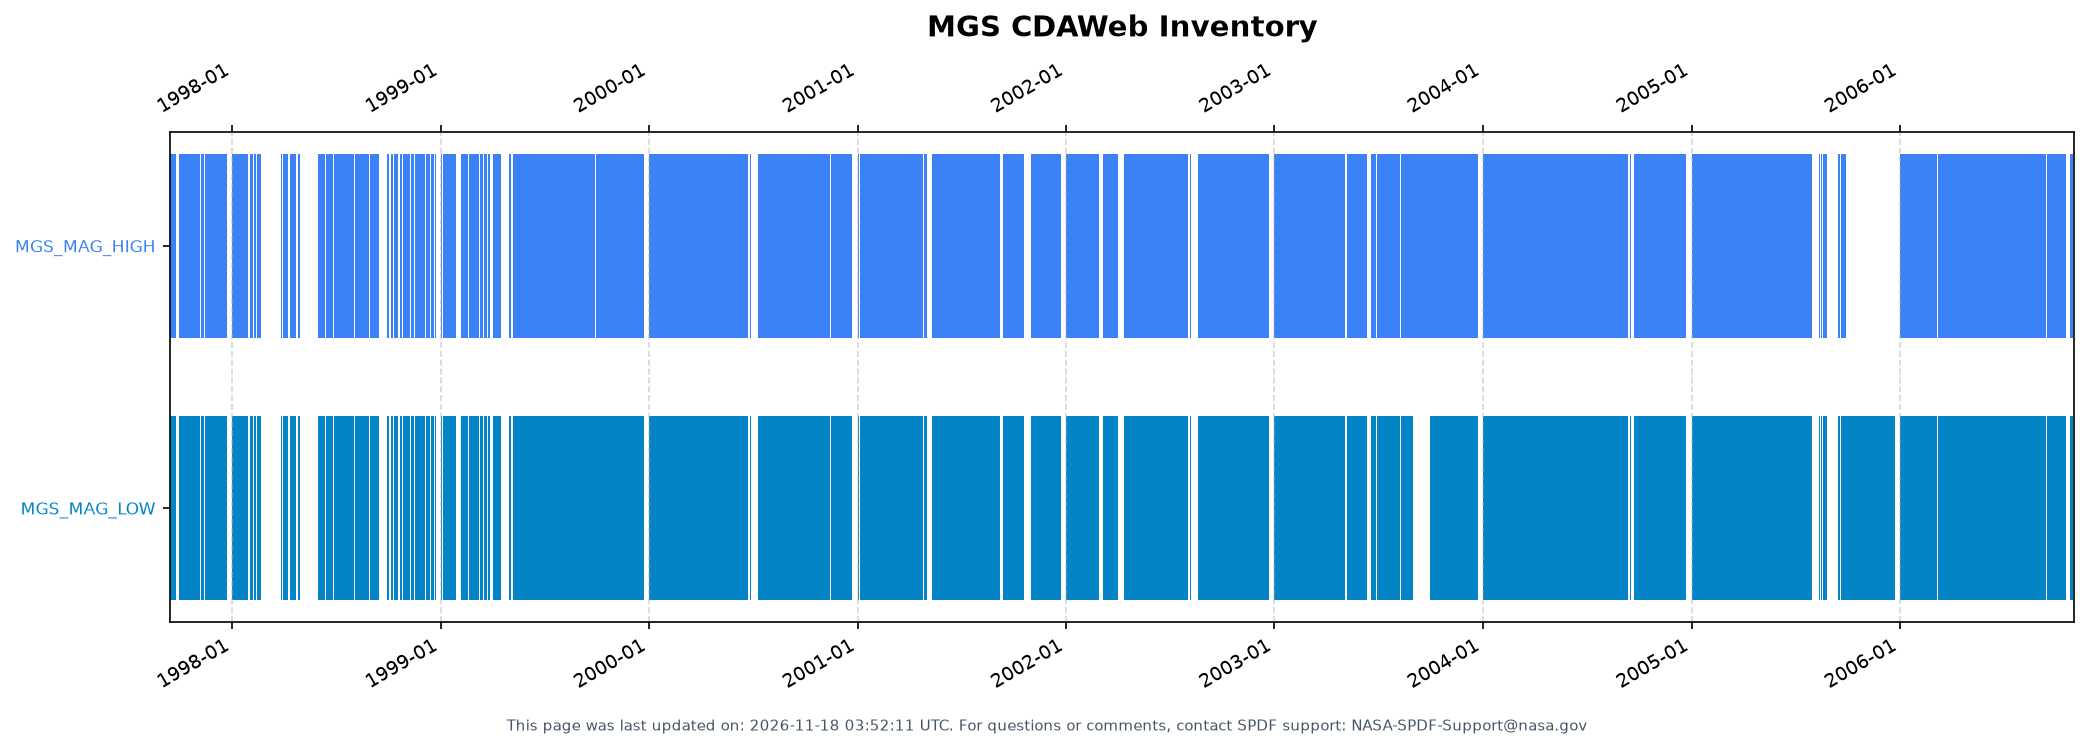 MGS CDAWeb Inventory
1998-01 1999-01 2000-01 2001-01 2002-01 2003-01 2004-01 2005-01 2006-01
MGS_MAG_HIGH
MGS_MAG_LOW
1998-01 1999-01 2000-01 2001-01 2002-01 2003-01 2004-01 2005-01 2006-01
This page was last updated on: 2026-11-18 03:52:11 UTC. For questions or comments, contact SPDF support: NASA-SPDF-Support@nasa.gov